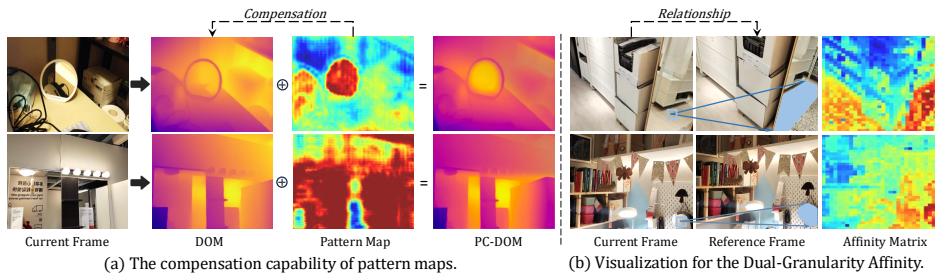 Compensation
Relationship
⊕
=
⊕
=
Current Frame
DOM
Pattern Map
PC-DOM
Current Frame
Reference Frame
Affinity Matrix
(a) The compensation capability of pattern maps.
(b) Visualization for the Dual-Granularity Affinity.